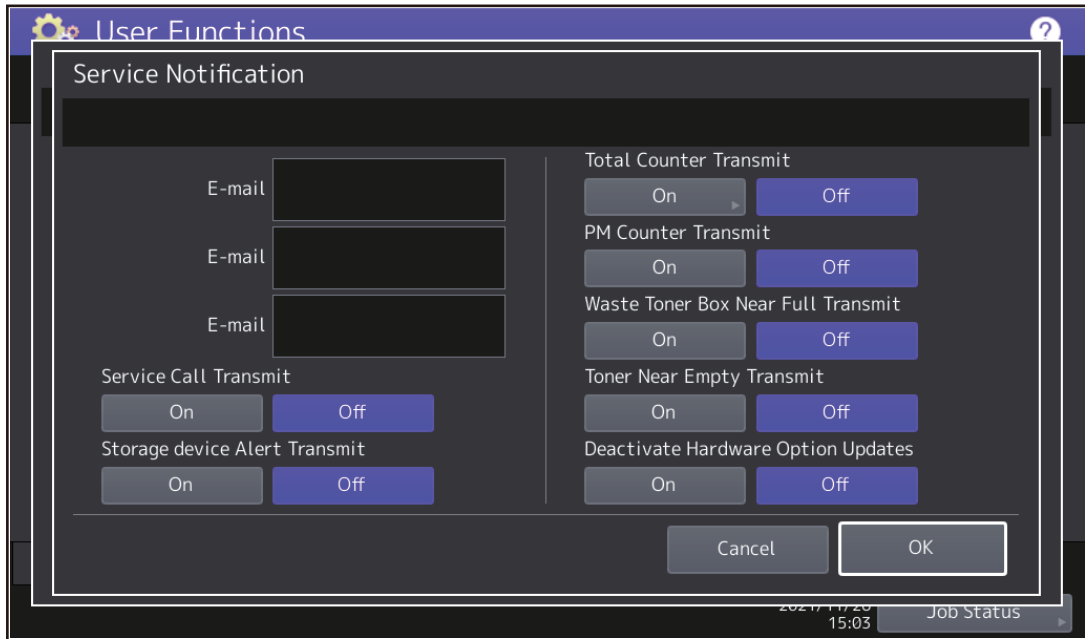 User Functions
?
Service Notification
E-mail
E-mail
E-mail
Service Call Transmit
On Off
Storage device Alert Transmit
On Off
Total Counter Transmit
On Off
PM Counter Transmit
On Off
Waste Toner Box Near Full Transmit
On Off
Toner Near Empty Transmit
On Off
Deactivate Hardware Option Updates
On Off
Cancel OK
15:03
Job Status